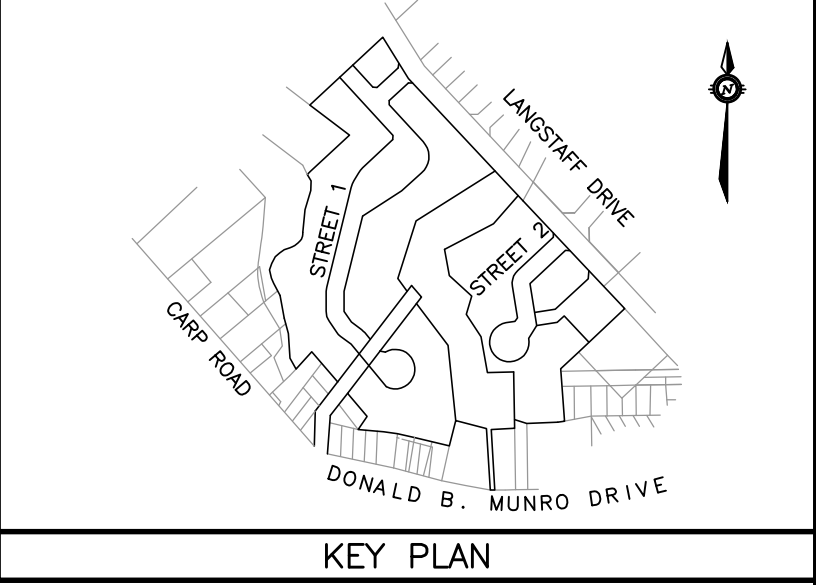 N
LANGSTAFF DRIVE
STREET 1
STREET 2
CARP ROAD
DONALD B. MUNRO DRIVE
KEY PLAN